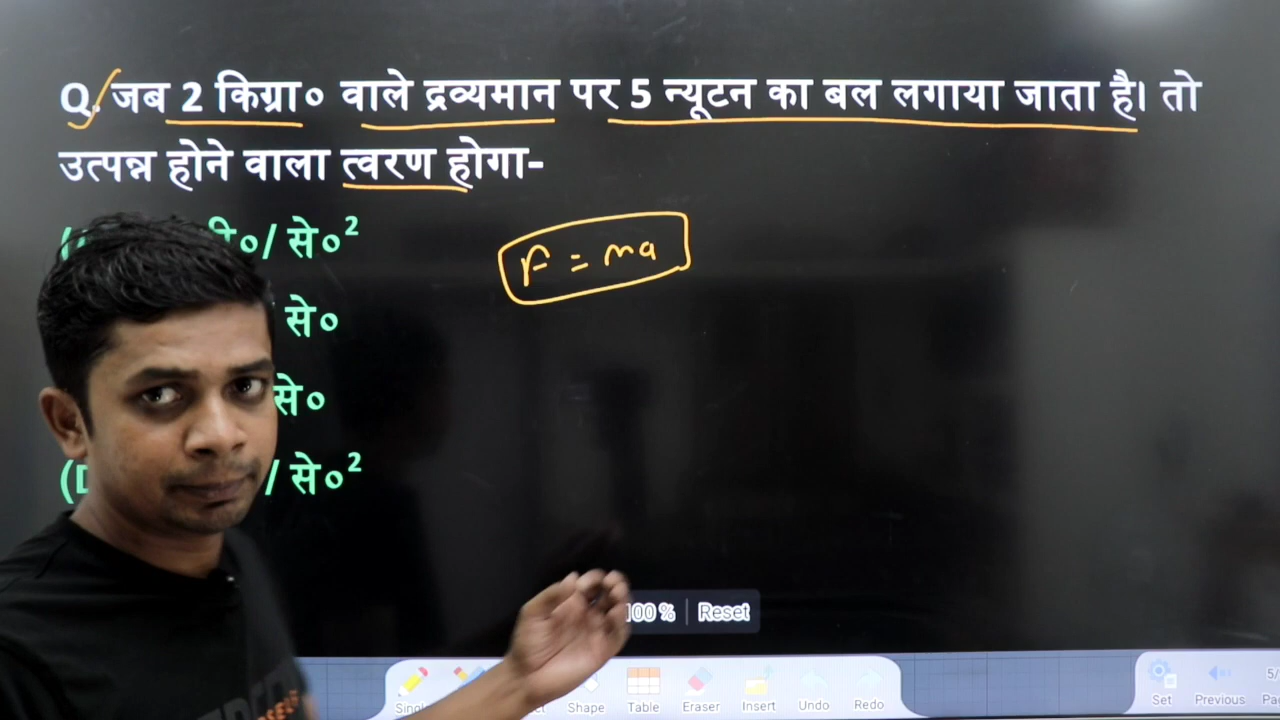 Q. जब 2 किग्रा० वाले द्रव्यमान पर 5 न्यूटन का बल लगाया जाता है। तो
उत्पन्न होने वाला त्वरण होगा-
/ से०²
F = ma
से०
से०
(D / से०²
100 % Reset
Shape Table Eraser Insert Undo Redo
Set Previous